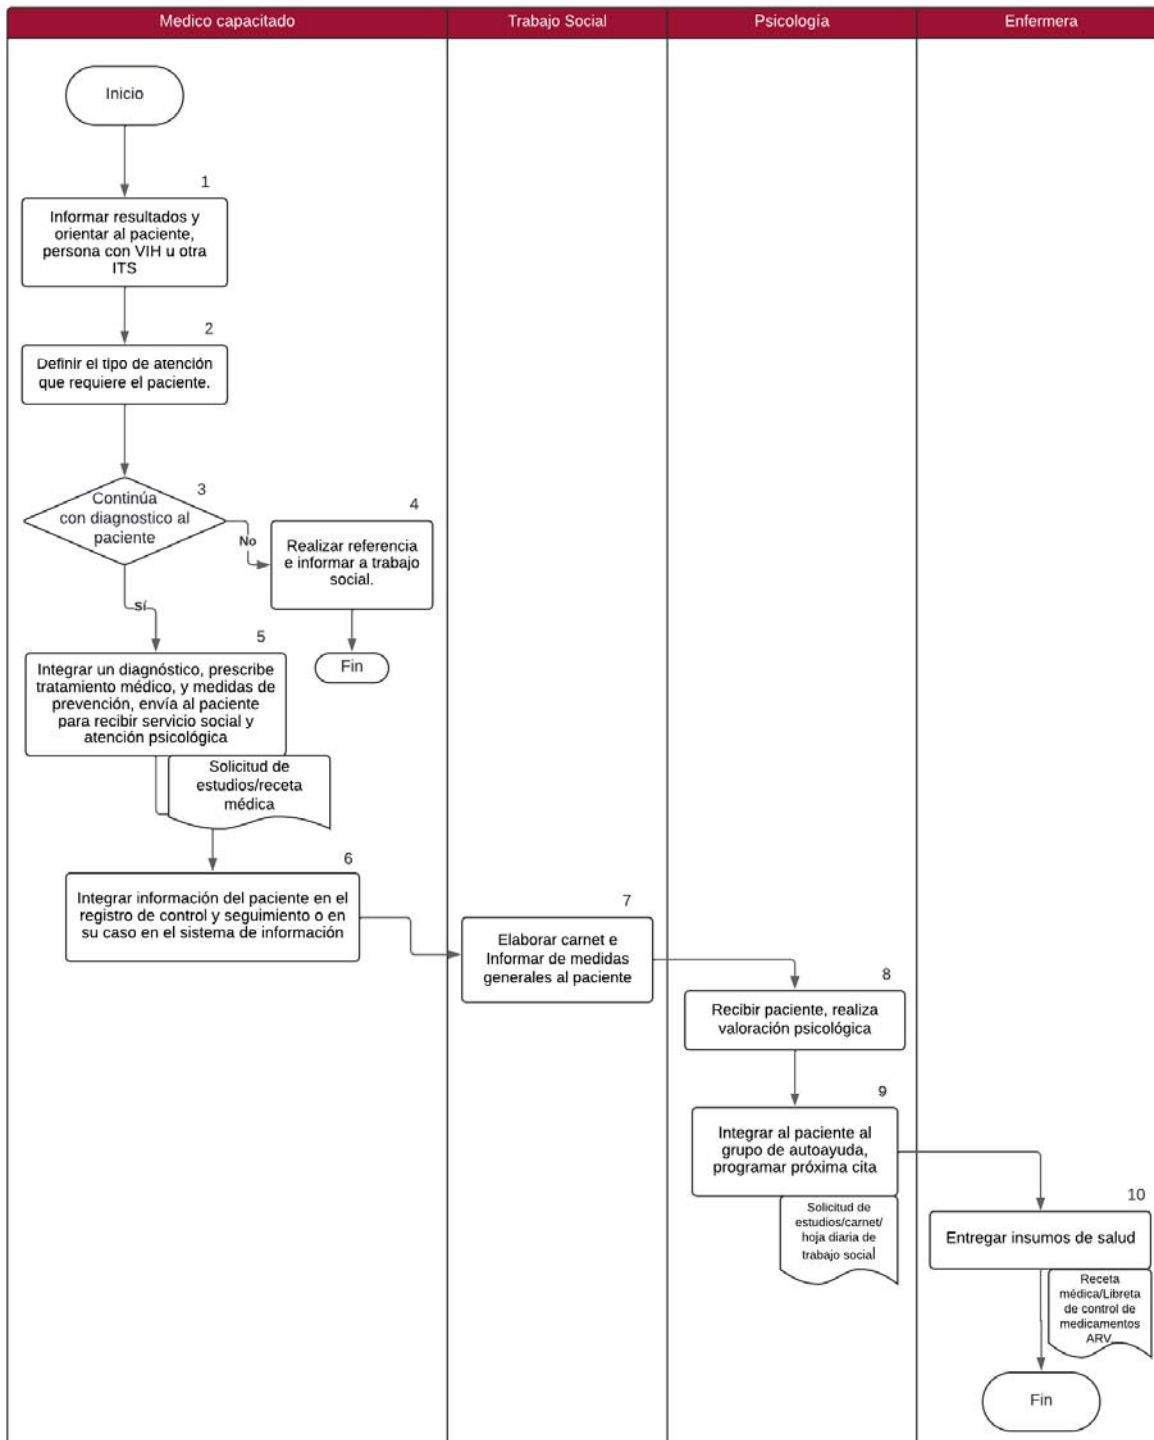 Medico capacitado
Trabajo Social
Psicología
Enfermera
Inicio
1
Informar resultados y
orientar al paciente,
persona con VIH u otra
ITS
2
Definir el tipo de atención
que requiere el paciente.
3
Continúa
con diagnostico al
paciente
No
4
Realizar referencia
e informar a trabajo
social.
Fin
Sí
5
Integrar un diagnóstico, prescribe
tratamiento médico, y medidas de
prevención, envía al paciente
para recibir servicio social y
atención psicológica
Solicitud de
estudios/receta
médica
6
Integrar información del paciente en el
registro de control y seguimiento o en
su caso en el sistema de información
7
Elaborar carnet e
Informar de medidas
generales al paciente
8
Recibir paciente, realiza
valoración psicológica
9
Integrar al paciente al
grupo de autoayuda,
programar próxima cita
Solicitud de
estudios/carnet/
hoja diaria de
trabajo social
10
Entregar insumos de salud
Receta
médica/Libreta
de control de
medicamentos
ARV
Fin